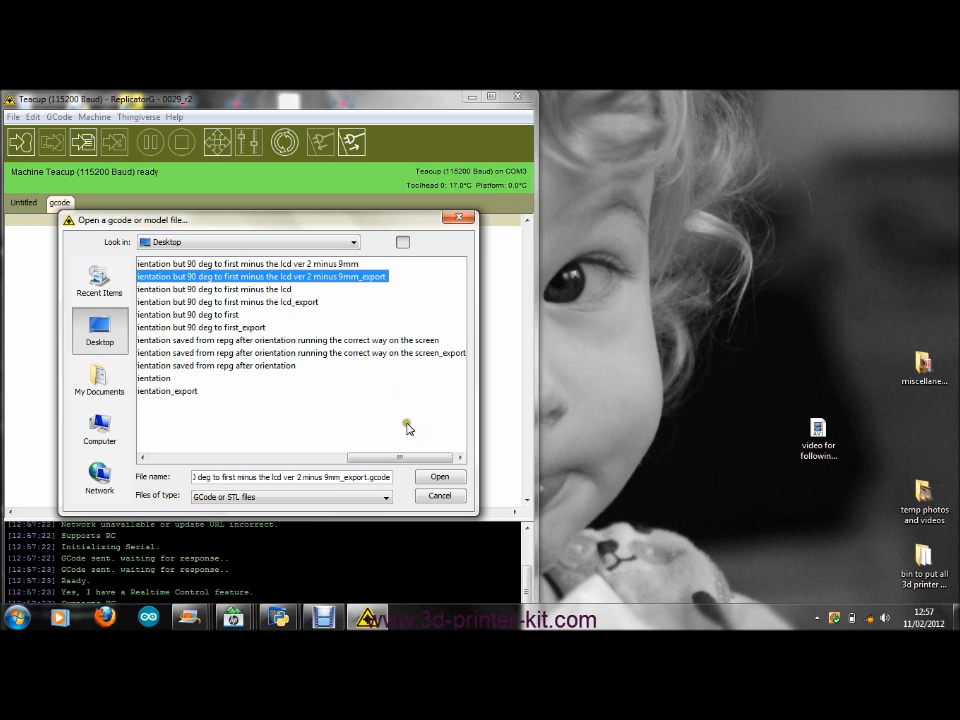 Teacup (115200 Baud) - ReplicatorG - 0029_r2
File Edit GCode Machine Thingiverse Help
Machine Teacup (115200 Baud) ready
Teacup (115200 Baud) on COM3
Toolhead 0: 17.0°C Platform: 0.0°C
Untitled gcode
Open a gcode or model file...
Look in: Desktop
ientation but 90 deg to first minus the lcd ver 2 minus 9mm
ientation but 90 deg to first minus the lcd ver 2 minus 9mm_export
ientation but 90 deg to first minus the lcd
ientation but 90 deg to first minus the lcd_export
ientation but 90 deg to first
ientation but 90 deg to first_export
ientation saved from repg after orientation running the correct way on the screen
ientation saved from repg after orientation running the correct way on the screen_export
ientation saved from repg after orientation
ientation
ientation_export
Recent Items
Desktop
My Documents
Computer
Network
File name: 0 deg to first minus the lcd ver 2 minus 9mm_export.gcode Open
Files of type: GCode or STL files Cancel
[12:57:22] Network unavailable or update URL incorrect.
[12:57:22] Supports RC
[12:57:22] Initializing Serial.
[12:57:22] GCode sent. waiting for response..
[12:57:23] GCode sent. waiting for response..
[12:57:23] Ready.
[12:57:23] Yes, I have a Realtime Control feature.
miscellane...
AVI
video for
followin...
temp photos
and videos
bin to put all
3d printer ...
www.3d-printer-kit.com
12:57
11/02/2012